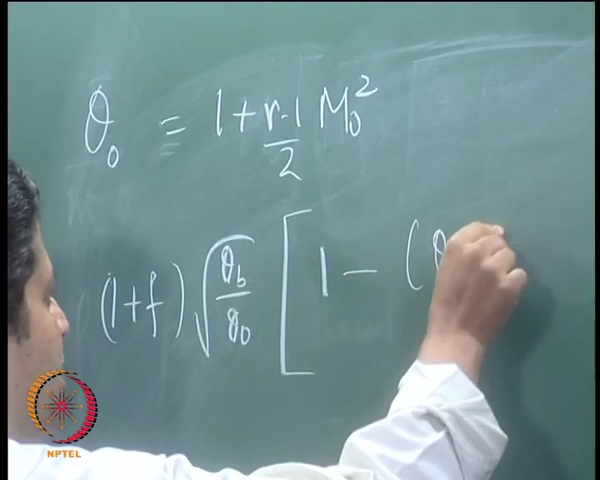 θ₀ = 1 + (r-1)/2 M₀²
(1+f) √(θb/θ₀) [ 1 − (θ
NPTEL